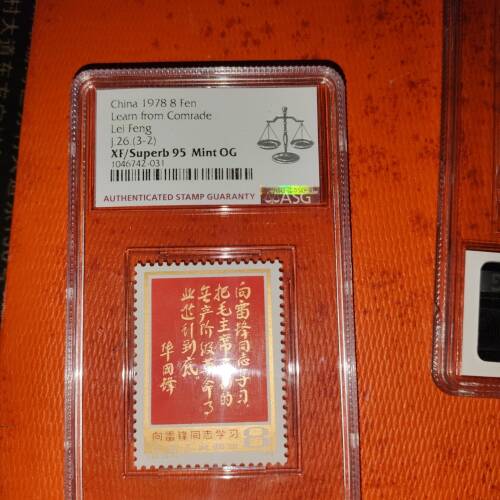 China 1978 8 Fen
Learn from Comrade
Lei Feng
J.26 (3-2)
XF/Superb 95 Mint OG
1046742-031
AUTHENTICATED STAMP GUARANTY
ASG
向雷锋同志学习
把毛主席开创的
无产阶级革命事
业进行到底
华国锋
向雷锋同志学习
8